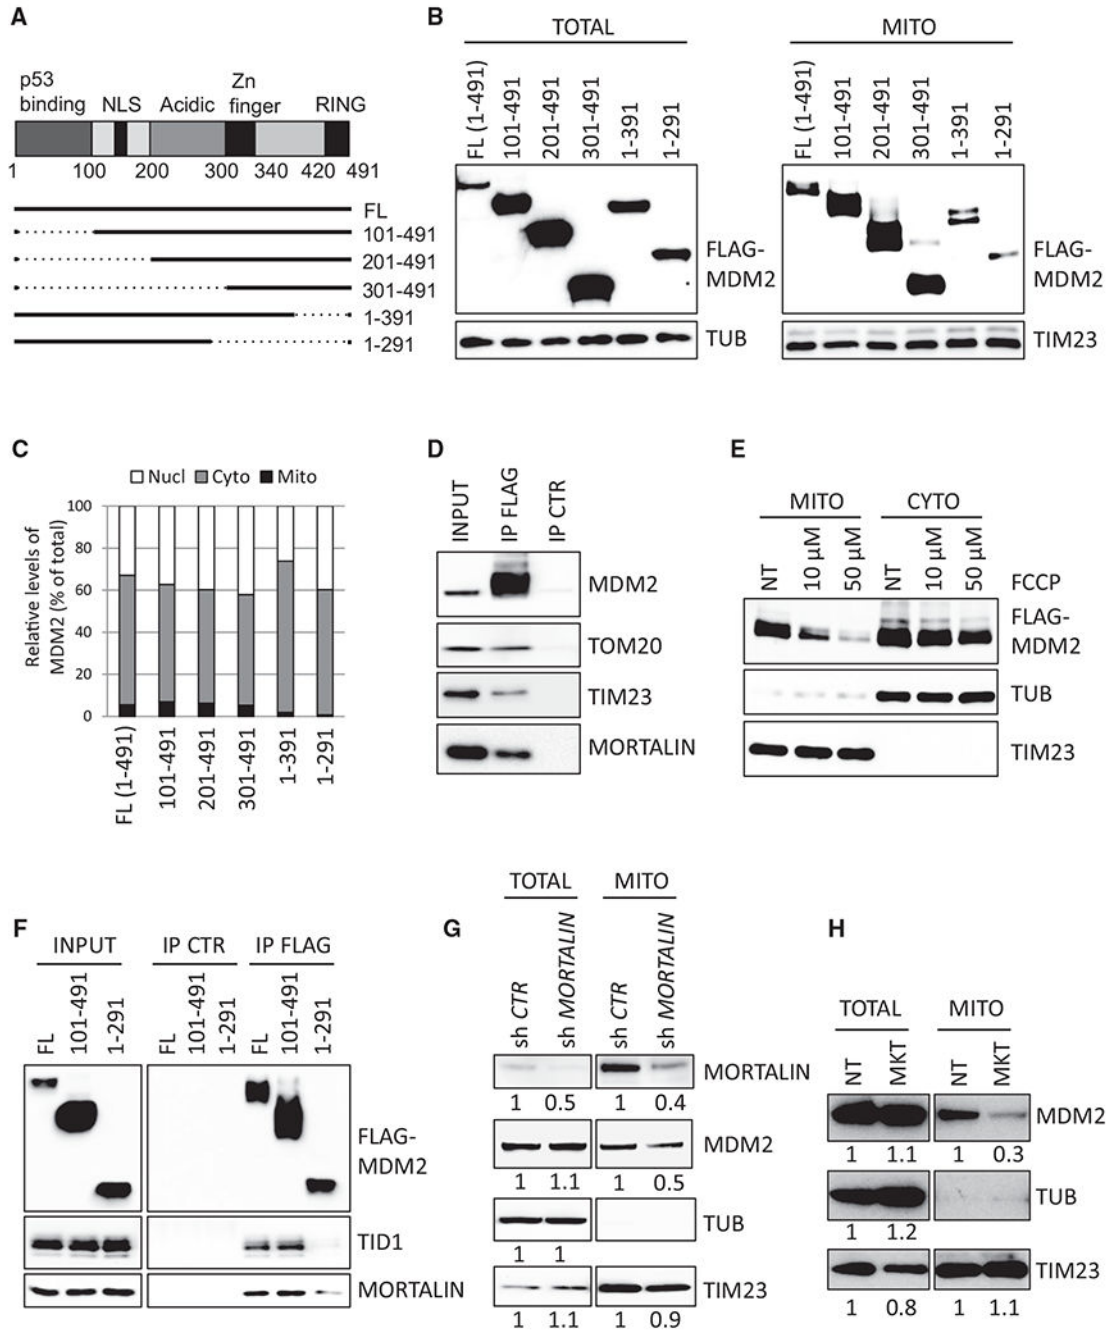 A
p53
binding
NLS
Acidic
Zn
finger
RING
1 100 200 300 340 420 491
FL
101-491
201-491
301-491
1-391
1-291
B
TOTAL MITO
FL (1-491)
101-491
201-491
301-491
1-391
1-291
FL (1-491)
101-491
201-491
301-491
1-391
1-291
FLAG-
MDM2
FLAG-
MDM2
TUB
TIM23
C
Nucl Cyto Mito
Relative levels of
MDM2 (% of total)
100
80
60
40
20
0
FL (1-491)
101-491
201-491
301-491
1-391
1-291
D
INPUT
IP FLAG
IP CTR
MDM2
TOM20
TIM23
MORTALIN
E
MITO CYTO
NT
10 µM
50 µM
NT
10 µM
50 µM
FCCP
FLAG-
MDM2
TUB
TIM23
F
INPUT IP CTR IP FLAG
FL
101-491
1-291
FL
101-491
1-291
FL
101-491
1-291
FLAG-
MDM2
TID1
MORTALIN
G
TOTAL MITO
sh CTR
sh MORTALIN
sh CTR
sh MORTALIN
MORTALIN
1 0.5 1 0.4
MDM2
1 1.1 1 0.5
TUB
1 1
TIM23
1 1.1 1 0.9
H
TOTAL MITO
NT
MKT
NT
MKT
MDM2
1 1.1 1 0.3
TUB
1 1.2
TIM23
1 0.8 1 1.1